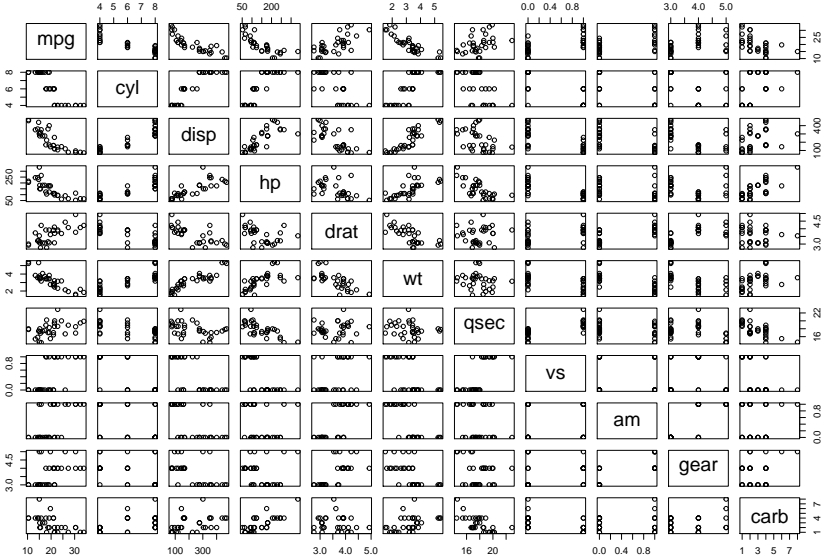 4 5 6 7 8
50 200
2 3 4 5
0.0 0.4 0.8
3.0 4.0 5.0
mpg
10 25
4 6 8
cyl
disp
100 400
50 250
hp
drat
3.0 4.5
2 4
wt
qsec
16 22
0.0 0.8
vs
am
0.0 0.8
3.0 4.5
gear
carb
1 4 7
10 20 30
100 300
3.0 4.0 5.0
16 20
0.0 0.4 0.8
1 3 5 7